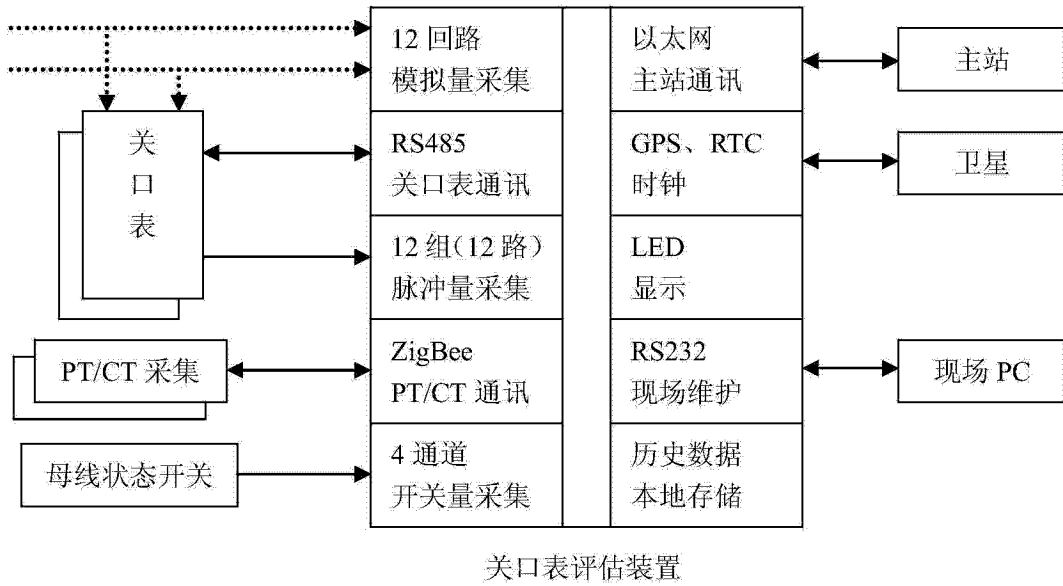 12 回路
模拟量采集
以太网
主站通讯
主站
关
口
表
RS485
关口表通讯
GPS、RTC
时钟
卫星
12 组(12 路)
脉冲量采集
LED
显示
PT/CT 采集
ZigBee
PT/CT 通讯
RS232
现场维护
现场 PC
母线状态开关
4 通道
开关量采集
历史数据
本地存储
关口表评估装置